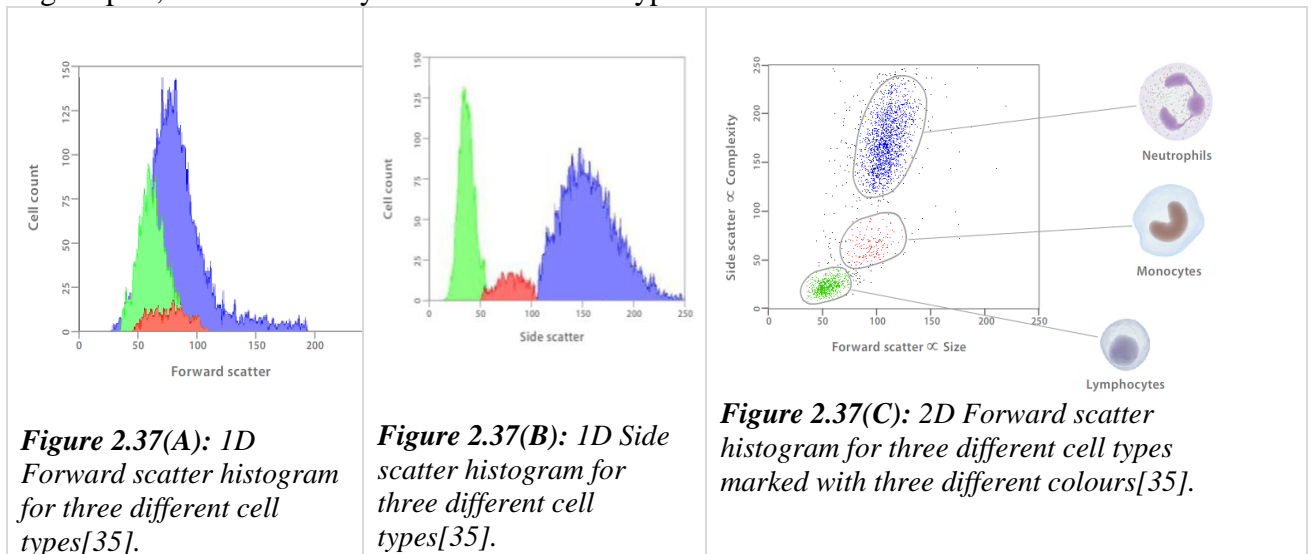 150
125
100
75
50
25
0
Cell count
0
50
100
150
200
Forward scatter
Figure 2.37(A): 1D
Forward scatter histogram
for three different cell
types[35].
150
125
100
75
50
25
0
Cell count
0
50
100
150
200
250
Side scatter
Figure 2.37(B): 1D Side
scatter histogram for
three different cell
types[35].
250
200
150
100
50
0
Side scatter ∝ Complexity
0
50
100
150
200
250
Forward scatter ∝ Size
Neutrophils
Monocytes
Lymphocytes
Figure 2.37(C): 2D Forward scatter
histogram for three different cell types
marked with three different colours[35].